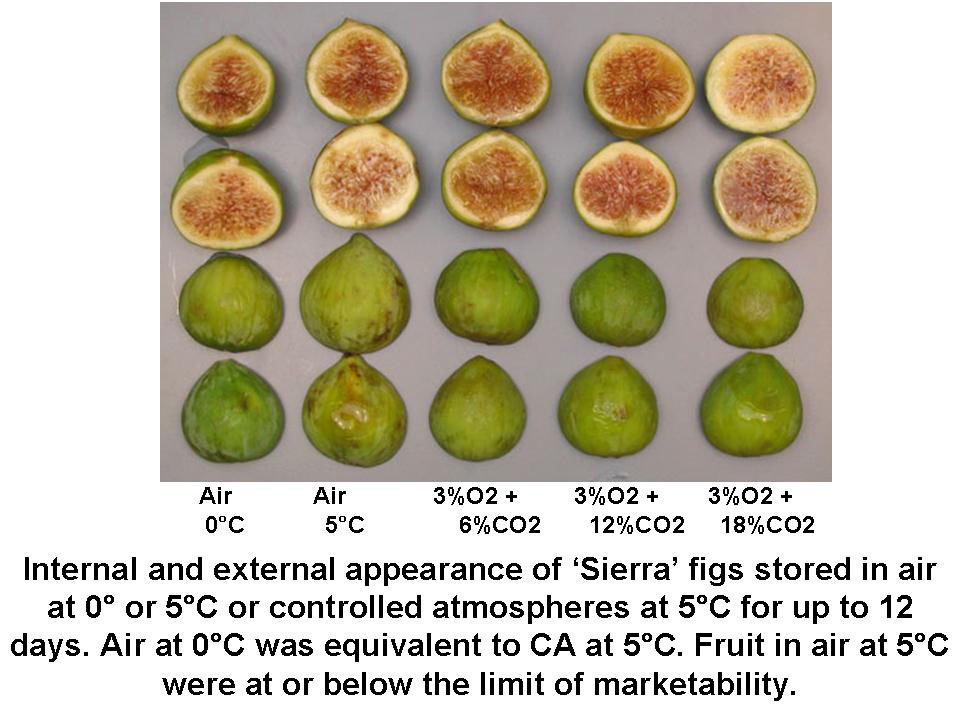 Air Air 3%O2 + 3%O2 + 3%O2 +
0°C 5°C 6%CO2 12%CO2 18%CO2
Internal and external appearance of ‘Sierra’ figs stored in air
at 0° or 5°C or controlled atmospheres at 5°C for up to 12
days. Air at 0°C was equivalent to CA at 5°C. Fruit in air at 5°C
were at or below the limit of marketability.